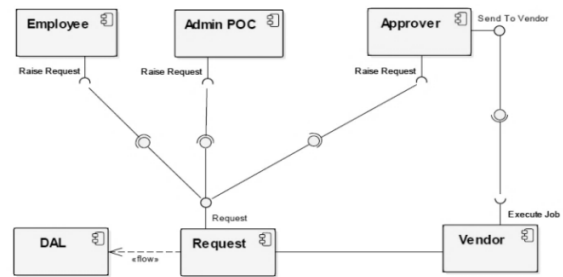 Employee
Admin POC
Approver
Send To Vendor
Raise Request
Raise Request
Raise Request
Request
Execute Job
DAL
«flow»
Request
Vendor